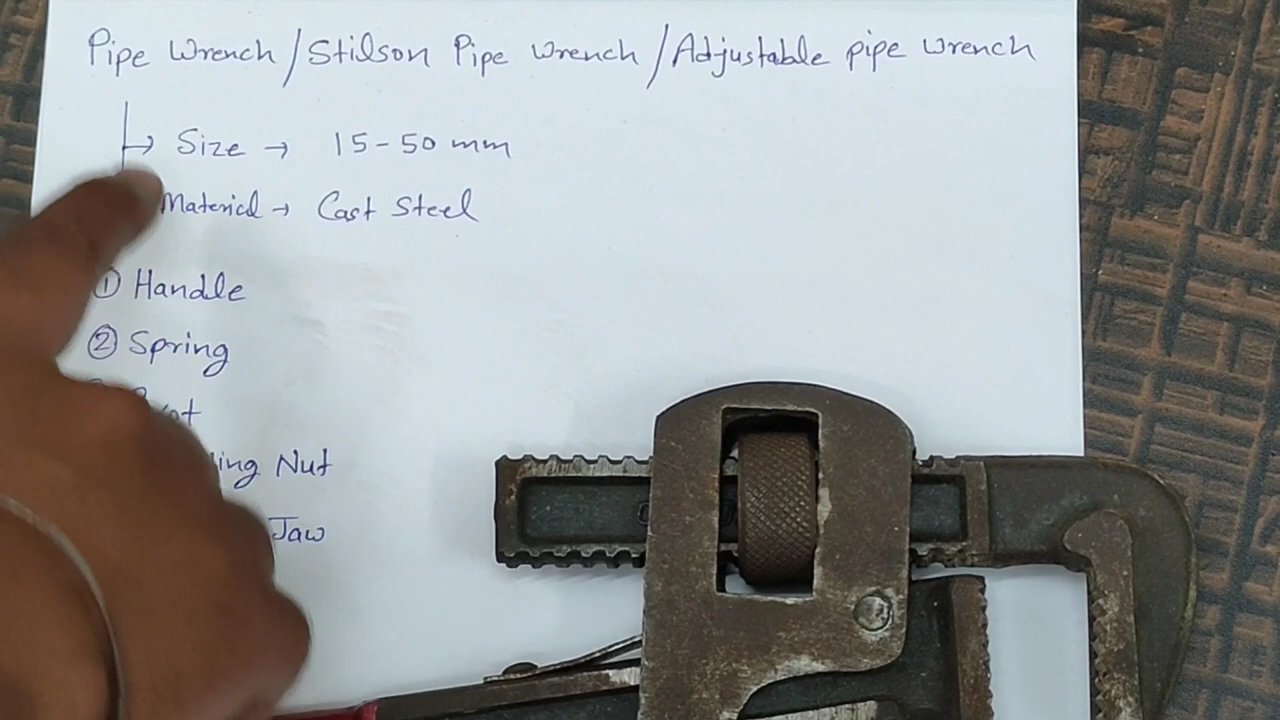 Pipe Wrench / Stilson Pipe Wrench / Adjustable pipe wrench
Size → 15-50 mm
Material → Cast Steel
① Handle
② Spring
Nut
Jaw